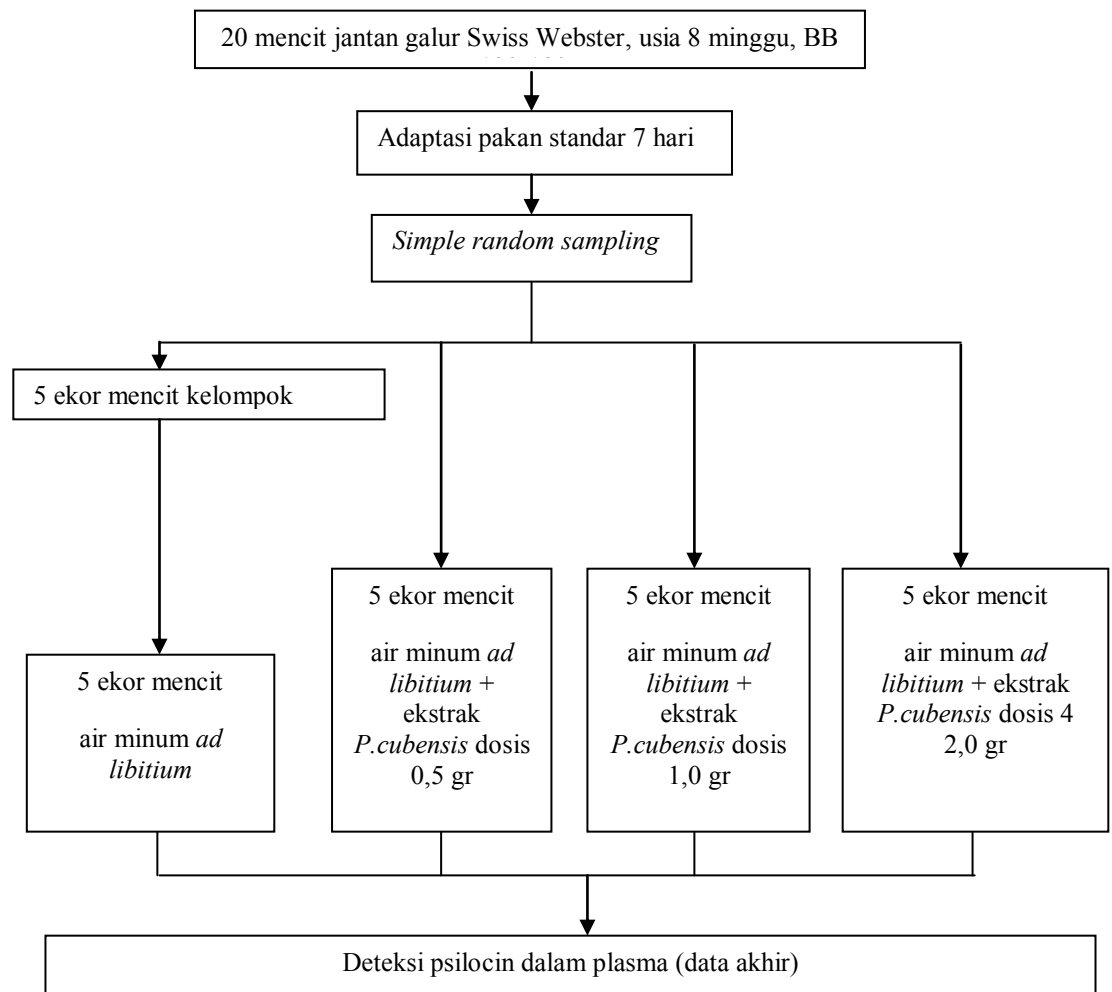 20 mencit jantan galur Swiss Webster, usia 8 minggu, BB
Adaptasi pakan standar 7 hari
Simple random sampling
5 ekor mencit kelompok
5 ekor mencit
air minum ad
libitium
5 ekor mencit
air minum ad
libitium +
ekstrak
P.cubensis dosis
0,5 gr
5 ekor mencit
air minum ad
libitium +
ekstrak
P.cubensis dosis
1,0 gr
5 ekor mencit
air minum ad
libitium + ekstrak
P.cubensis dosis 4
2,0 gr
Deteksi psilocin dalam plasma (data akhir)